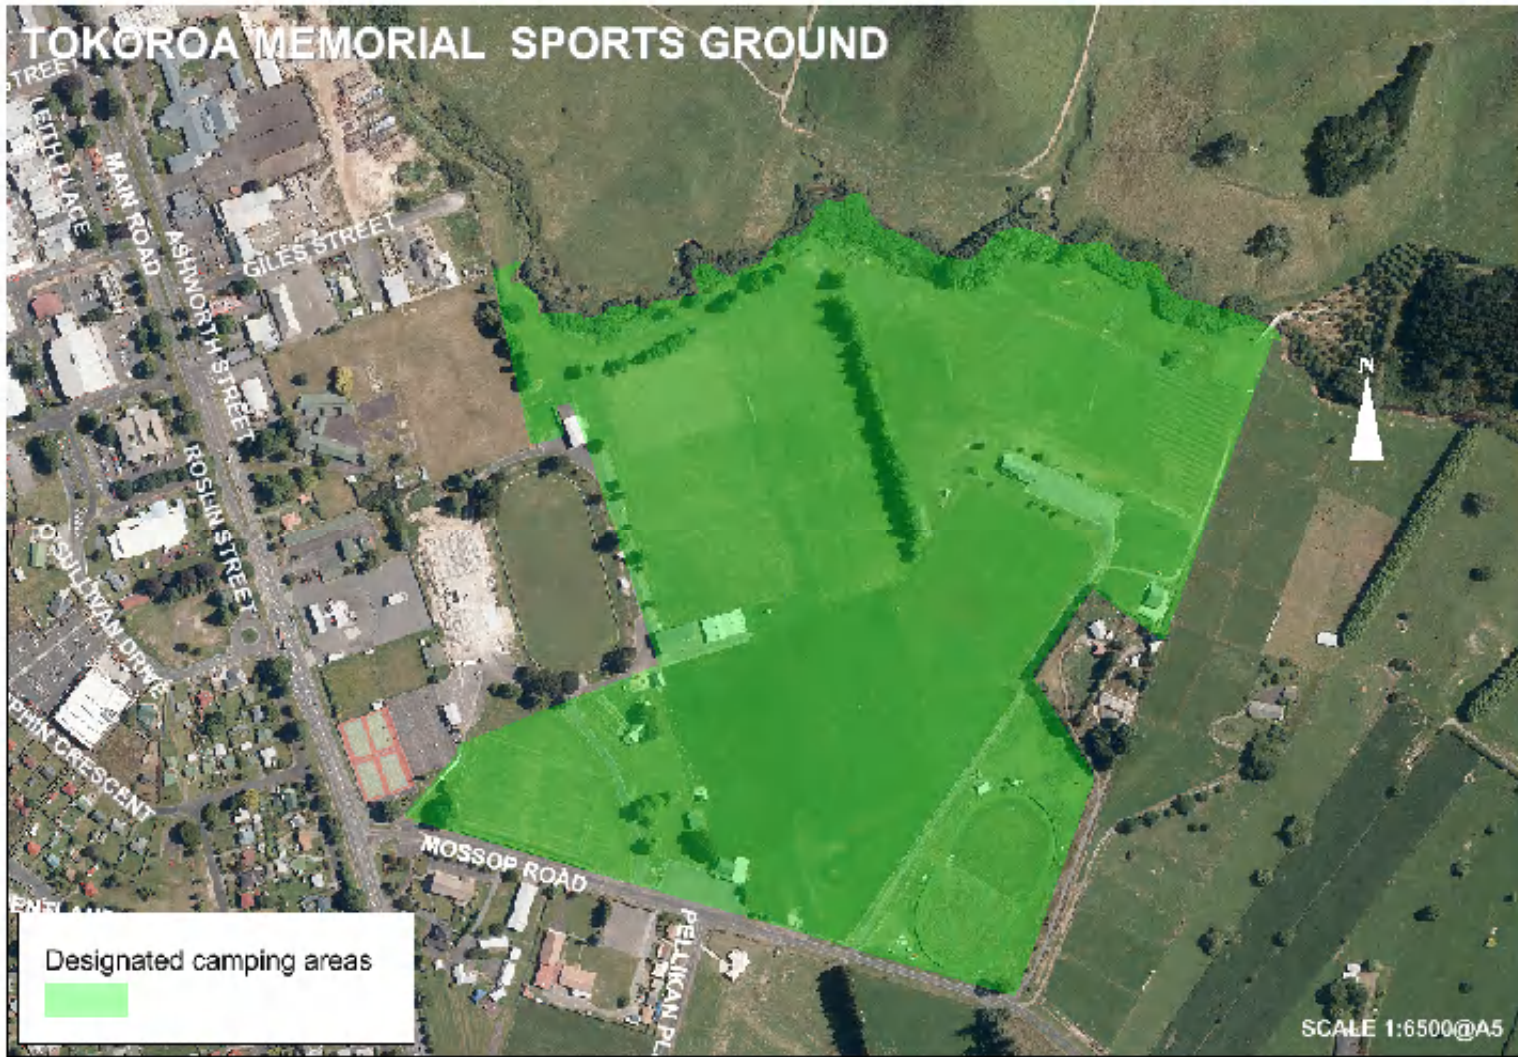 TOKOROA MEMORIAL SPORTS GROUND
STREET
LEITH PLACE
MAIN ROAD
ASHWORTH STREET
GILES STREET
ROSLIN STREET
O'SULLIVAN DRIVE
PHIN CRESCENT
MOSSOP ROAD
PELLIKAN PL.
N
Designated camping areas
SCALE 1:6500@A5